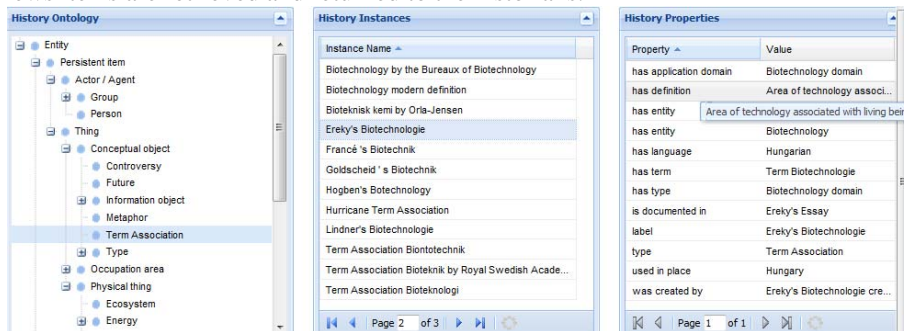 History Ontology
Entity
Persistent item
Actor / Agent
Group
Person
Thing
Conceptual object
Controversy
Future
Information object
Metaphor
Term Association
Type
Occupation area
Physical thing
Ecosystem
Energy
History Instances
Instance Name
Biotechnology by the Bureaux of Biotechnology
Biotechnology modern definition
Bioteknisk kemi by Orla-Jensen
Ereky's Biotechnologie
Francé 's Biotechnik
Goldscheid ' s Biotechnik
Hogben's Botechnology
Hurricane Term Association
Lindner's Biotechnologie
Term Association Biontotechnik
Term Association Bioteknik by Royal Swedish Acade...
Term Association Bioteknologi
Page 2 of 3
History Properties
Property Value
has application domain Biotechnology domain
has definition Area of technology associ...
has entity Area of technology associated with living bein
has entity Biotechnology
has language Hungarian
has term Term Biotechnologie
has type Biotechnology domain
is documented in Ereky's Essay
label Ereky's Biotechnologie
type Term Association
used in place Hungary
was created by Ereky's Biotechnologie cre...
Page 1 of 1